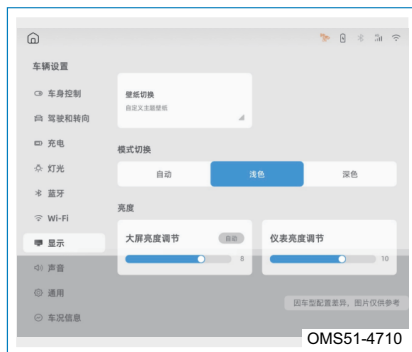 车辆设置
车身控制
驾驶和转向
充电
灯光
蓝牙
Wi-Fi
显示
声音
通用
车况信息
壁纸切换
自定义主题壁纸
模式切换
自动
浅色
深色
亮度
大屏亮度调节
自动
8
仪表亮度调节
10
因车型配置差异，图片仅供参考
OMS51-4710